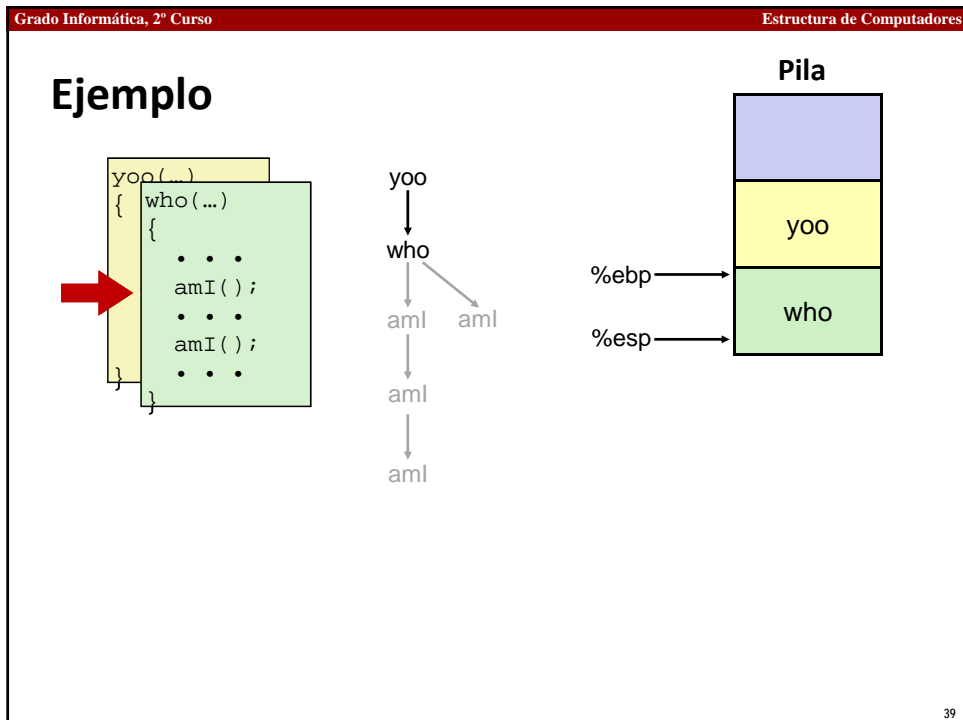 Grado Informática, 2º Curso
Estructura de Computadores
Ejemplo
Pila
yoo(…)
{
}
who(…)
{
• • •
amI();
• • •
amI();
• • •
}
yoo
who
amI amI
amI
amI
yoo
%ebp
who
%esp
39